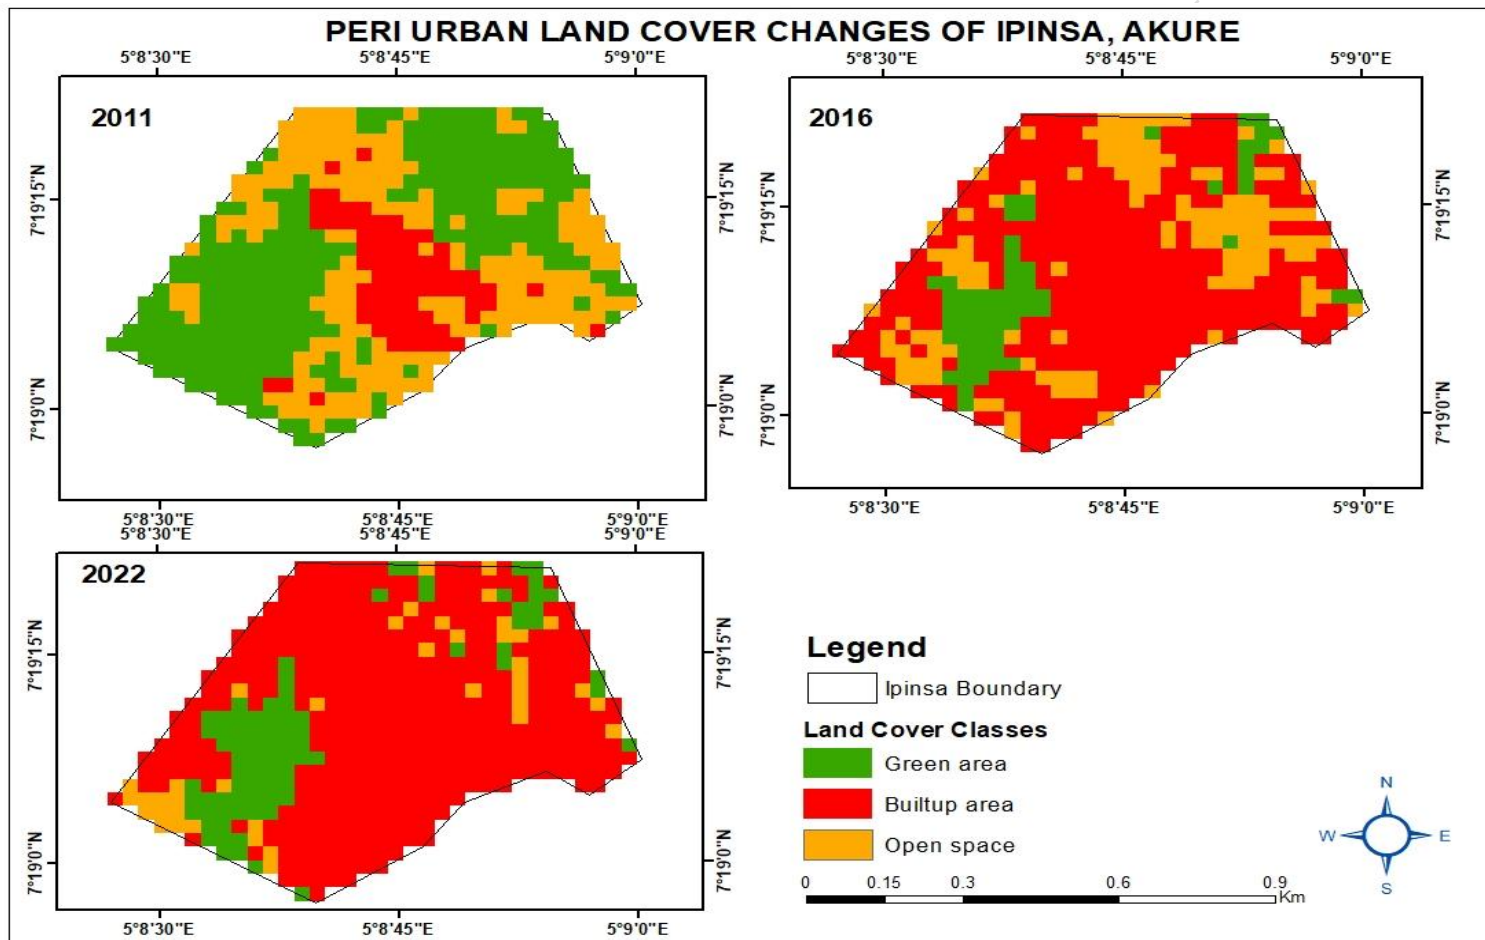 PERI URBAN LAND COVER CHANGES OF IPINSA, AKURE
5°8'30"E 5°8'45"E 5°9'0"E
5°8'30"E 5°8'45"E 5°9'0"E
2011
2016
7°19'15"N
7°19'15"N
7°19'15"N
7°19'15"N
7°19'0"N
7°19'0"N
7°19'0"N
7°19'0"N
5°8'30"E 5°8'45"E 5°9'0"E
5°8'30"E 5°8'45"E 5°9'0"E
5°8'30"E 5°8'45"E 5°9'0"E
2022
7°19'15"N
7°19'15"N
7°19'0"N
7°19'0"N
5°8'30"E 5°8'45"E 5°9'0"E
Legend
Ipinsa Boundary
Land Cover Classes
Green area
Builtup area
Open space
0 0.15 0.3 0.6 0.9
Km
N
W E
S